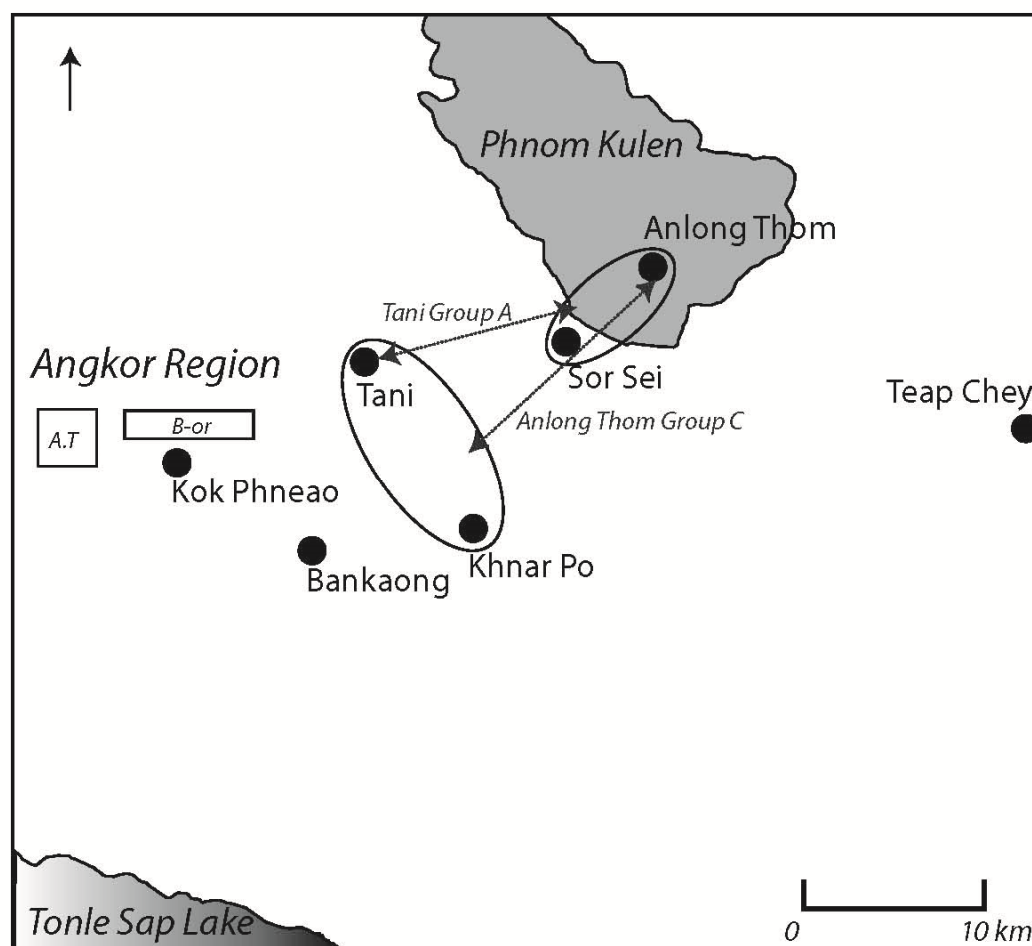 Phnom Kulen
Anlong Thom
Tani Group A
Angkor Region
Tani
Sor Sei
Teap Chey
A.T
B-or
Anlong Thom Group C
Kok Phneao
Khnar Po
Bankaong
Tonle Sap Lake
0 10 km